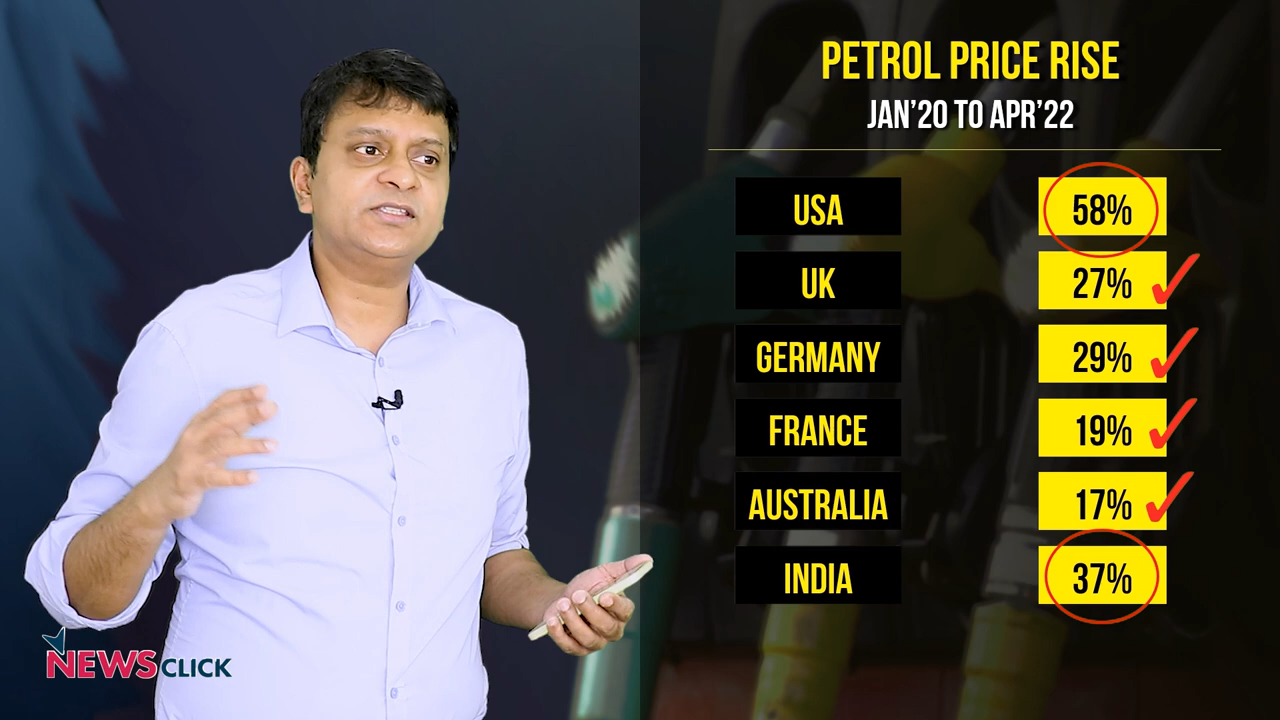 PETROL PRICE RISE
JAN'20 TO APR'22
USA 58%
UK 27%
GERMANY 29%
FRANCE 19%
AUSTRALIA 17%
INDIA 37%
NEWSCLICK